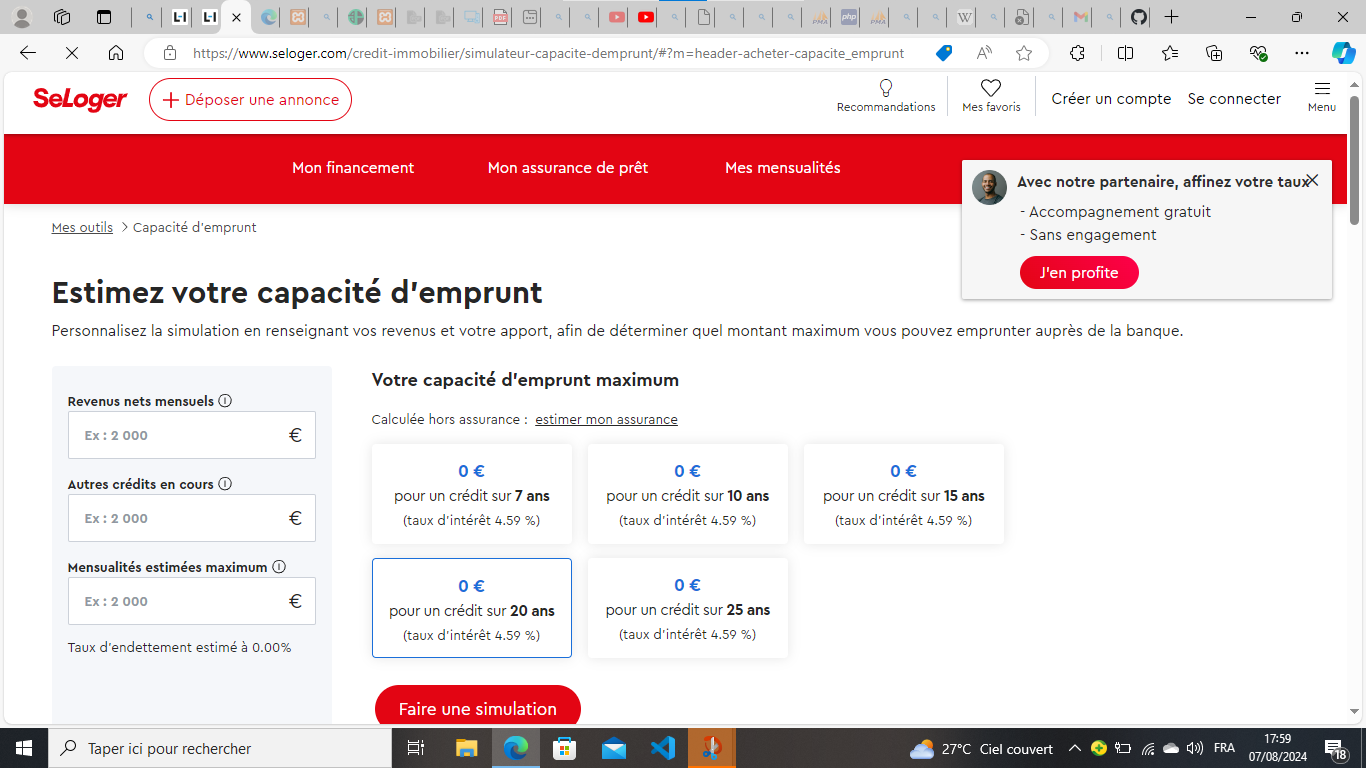 https://www.seloger.com/credit-immobilier/simulateur-capacite-demprunt/#?m=header-acheter-capacite_emprunt
SeLoger
Déposer une annonce
Recommandations
Mes favoris
Créer un compte
Se connecter
Menu
Mon financement
Mon assurance de prêt
Mes mensualités
Avec notre partenaire, affinez votre taux
- Accompagnement gratuit
- Sans engagement
J'en profite
Mes outils
Capacité d'emprunt
Estimez votre capacité d'emprunt
Personnalisez la simulation en renseignant vos revenus et votre apport, afin de déterminer quel montant maximum vous pouvez emprunter auprès de la banque.
Revenus nets mensuels
Ex : 2 000 €
Autres crédits en cours
Ex : 2 000 €
Mensualités estimées maximum
Ex : 2 000 €
Taux d'endettement estimé à 0.00%
Votre capacité d'emprunt maximum
Calculée hors assurance : estimer mon assurance
0 €
pour un crédit sur 7 ans
(taux d'intérêt 4.59 %)
0 €
pour un crédit sur 10 ans
(taux d'intérêt 4.59 %)
0 €
pour un crédit sur 15 ans
(taux d'intérêt 4.59 %)
0 €
pour un crédit sur 20 ans
(taux d'intérêt 4.59 %)
0 €
pour un crédit sur 25 ans
(taux d'intérêt 4.59 %)
Faire une simulation
Taper ici pour rechercher
27°C Ciel couvert
FRA
17:59
07/08/2024
18